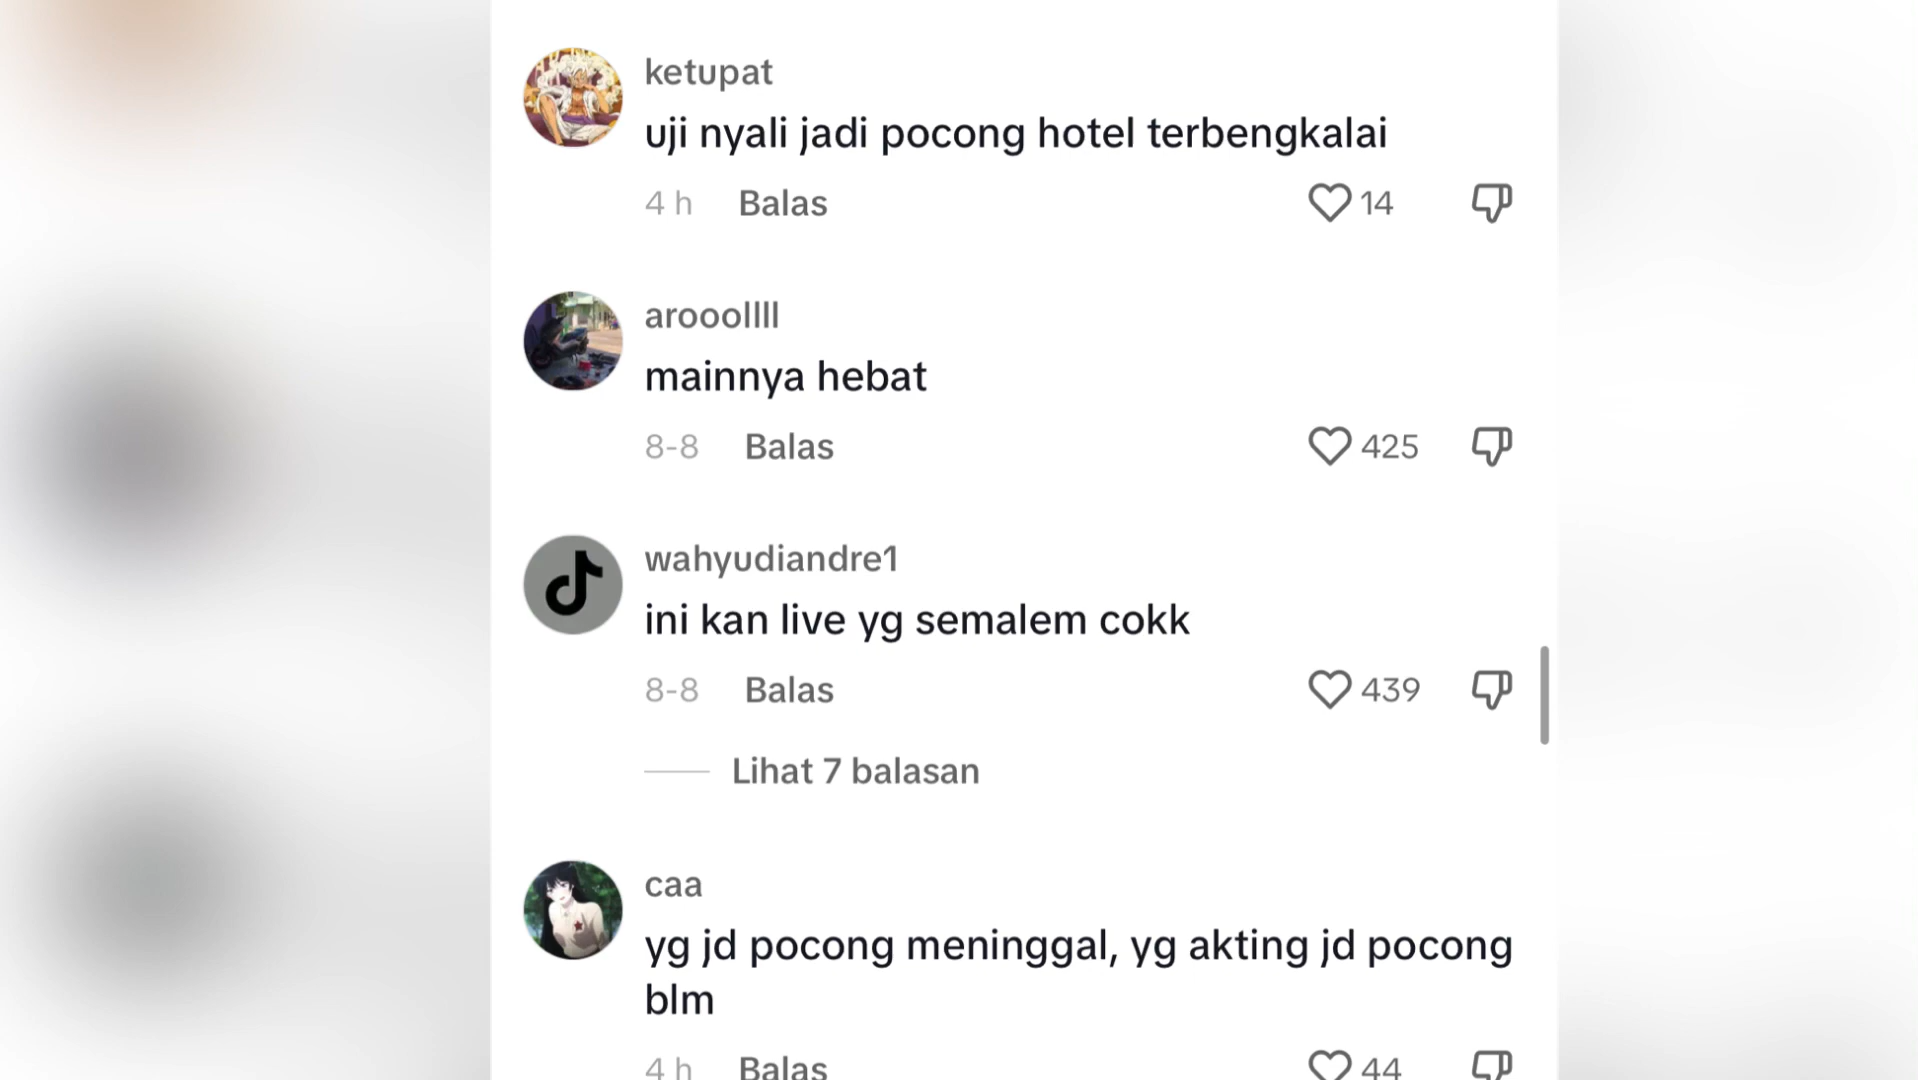 ketupat
uji nyali jadi pocong hotel terbengkalai
4 h Balas 14
arooollll
mainnya hebat
8-8 Balas 425
wahyudiandre1
ini kan live yg semalem cokk
8-8 Balas 439
Lihat 7 balasan
caa
yg jd pocong meninggal, yg akting jd pocong
blm
4 h Balas 44